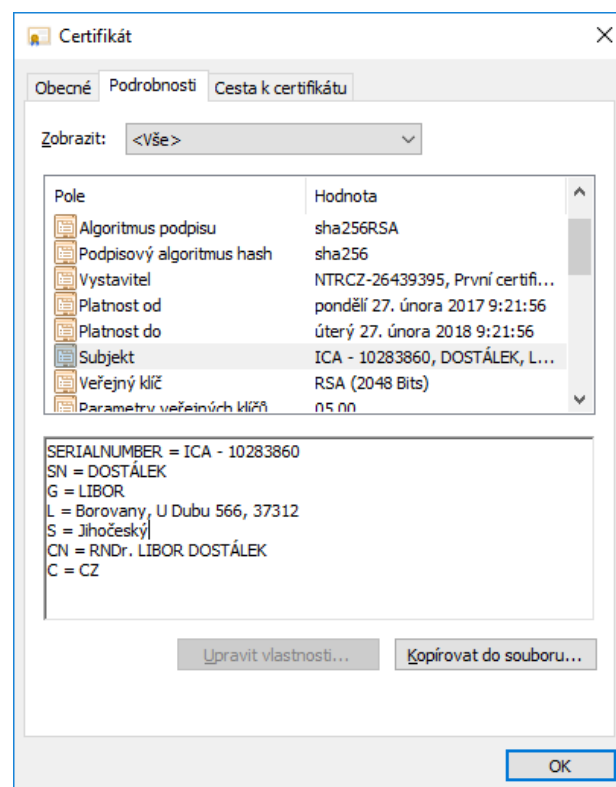 Certifikát
Obecné Podrobnosti Cesta k certifikátu
Zobrazit: <Vše>
Pole Hodnota
Algoritmus podpisu sha256RSA
Podpisový algoritmus hash sha256
Vystavitel NTRCZ-26439395, První certifi...
Platnost od pondělí 27. února 2017 9:21:56
Platnost do úterý 27. února 2018 9:21:56
Subjekt ICA - 10283860, DOSTÁLEK, L...
Veřejný klíč RSA (2048 Bits)
Parametry veřejných klíčů 05 00
SERIALNUMBER = ICA - 10283860
SN = DOSTÁLEK
G = LIBOR
L = Borovany, U Dubu 566, 37312
S = Jihočeský
CN = RNDr. LIBOR DOSTÁLEK
C = CZ
Upravit vlastnosti... Kopírovat do souboru...
OK